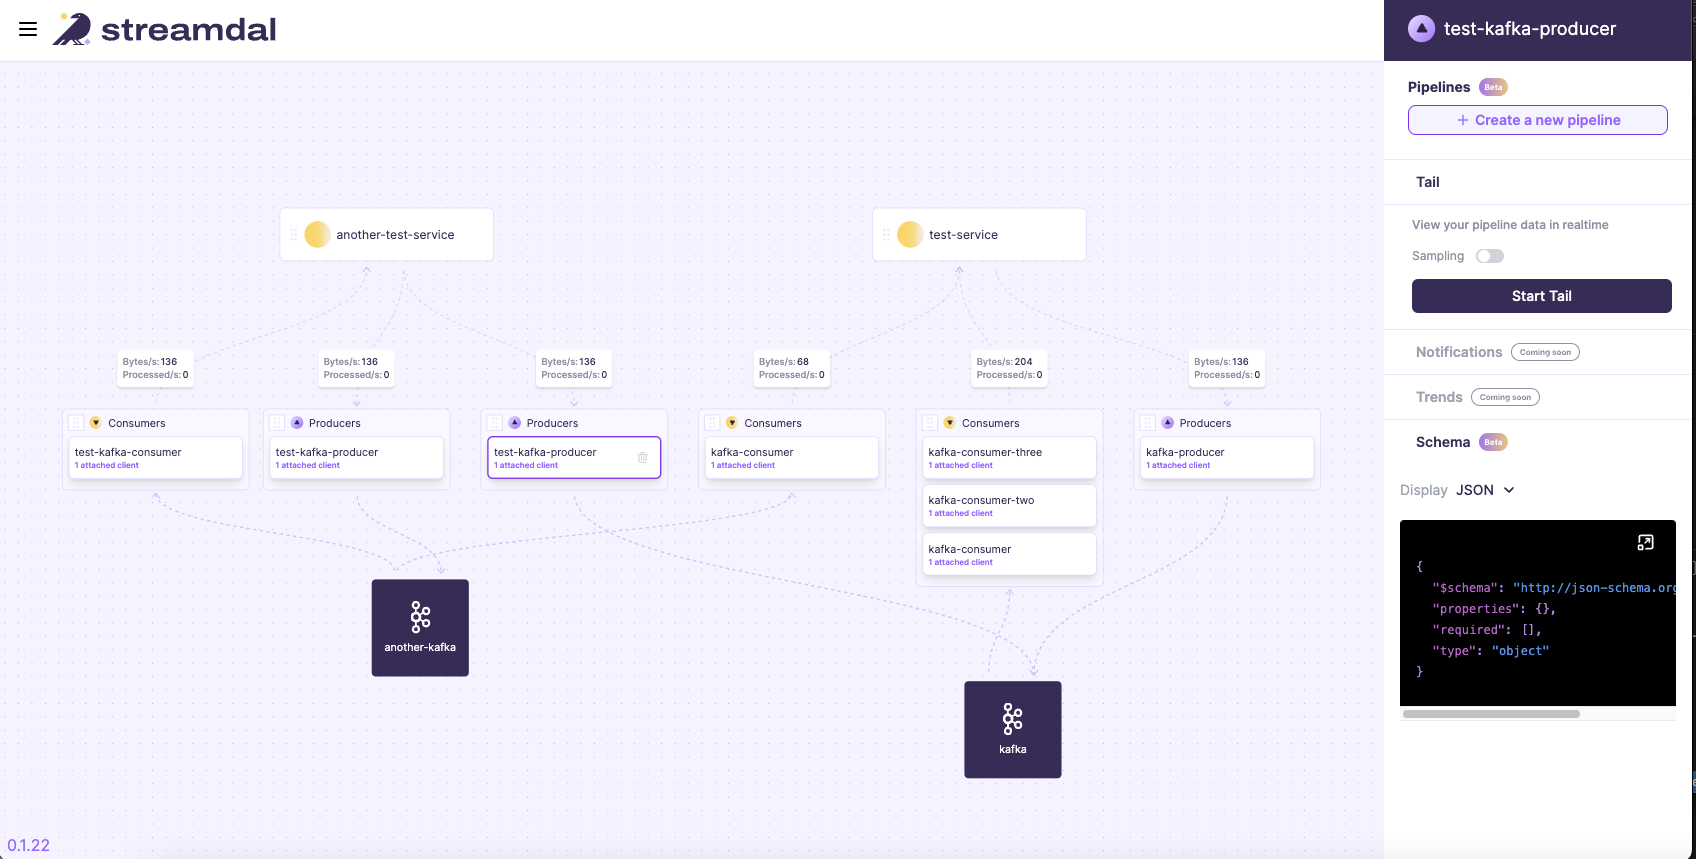 streamdal
test-kafka-producer
Pipelines Beta
+ Create a new pipeline
Tail
View your pipeline data in realtime
Sampling
Start Tail
Notifications Coming soon
Trends Coming soon
Schema Beta
Display JSON
{
"$schema": "http://json-schema.org
"properties": {},
"required": [],
"type": "object"
}
another-test-service
test-service
Bytes/s: 136
Processed/s: 0
Bytes/s: 136
Processed/s: 0
Bytes/s: 136
Processed/s: 0
Bytes/s: 68
Processed/s: 0
Bytes/s: 204
Processed/s: 0
Bytes/s: 136
Processed/s: 0
Consumers
test-kafka-consumer
1 attached client
Producers
test-kafka-producer
1 attached client
Producers
test-kafka-producer
1 attached client
Consumers
kafka-consumer
1 attached client
Consumers
kafka-consumer-three
1 attached client
kafka-consumer-two
1 attached client
kafka-consumer
1 attached client
Producers
kafka-producer
1 attached client
another-kafka
kafka
0.1.22